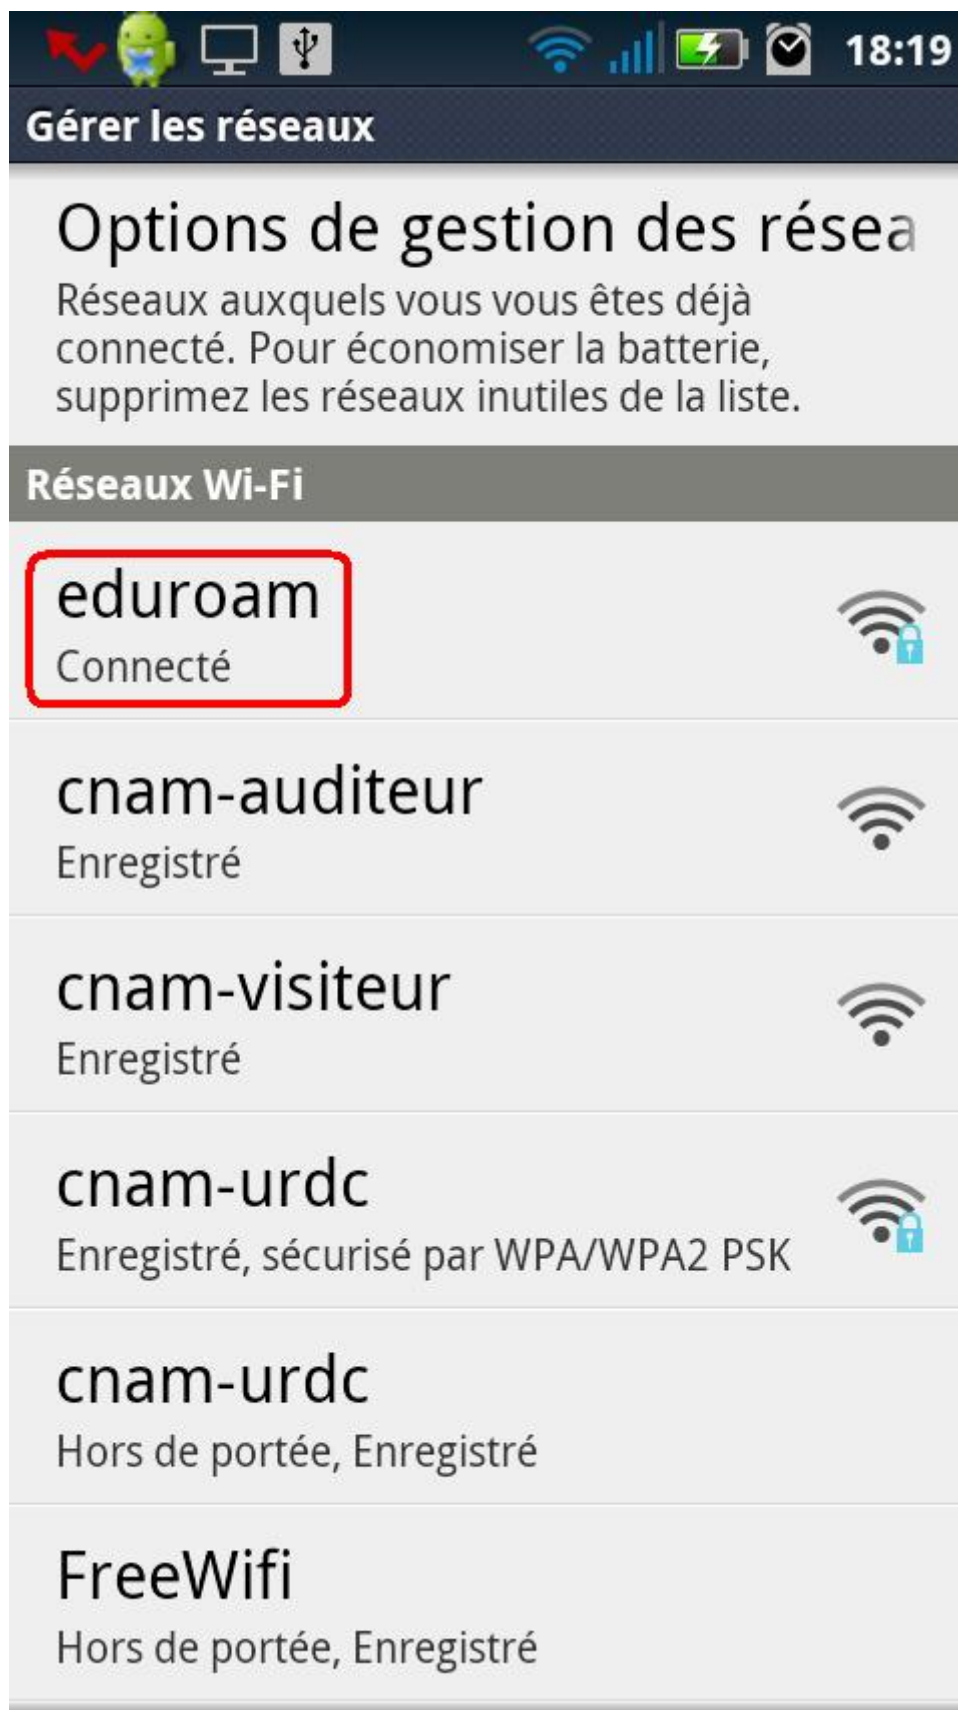 18:19
Gérer les réseaux
Options de gestion des résea
Réseaux auxquels vous vous êtes déjà
connecté. Pour économiser la batterie,
supprimez les réseaux inutiles de la liste.
Réseaux Wi-Fi
eduroam
Connecté
cnam-auditeur
Enregistré
cnam-visiteur
Enregistré
cnam-urdc
Enregistré, sécurisé par WPA/WPA2 PSK
cnam-urdc
Hors de portée, Enregistré
FreeWifi
Hors de portée, Enregistré